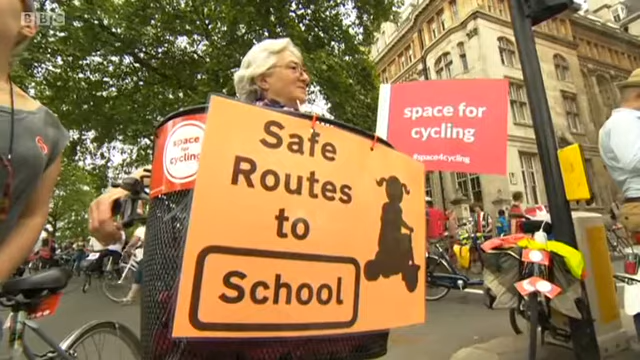 BBC
space for
cycling
#space4cycling
space
for
cycling
Safe
Routes
to
School